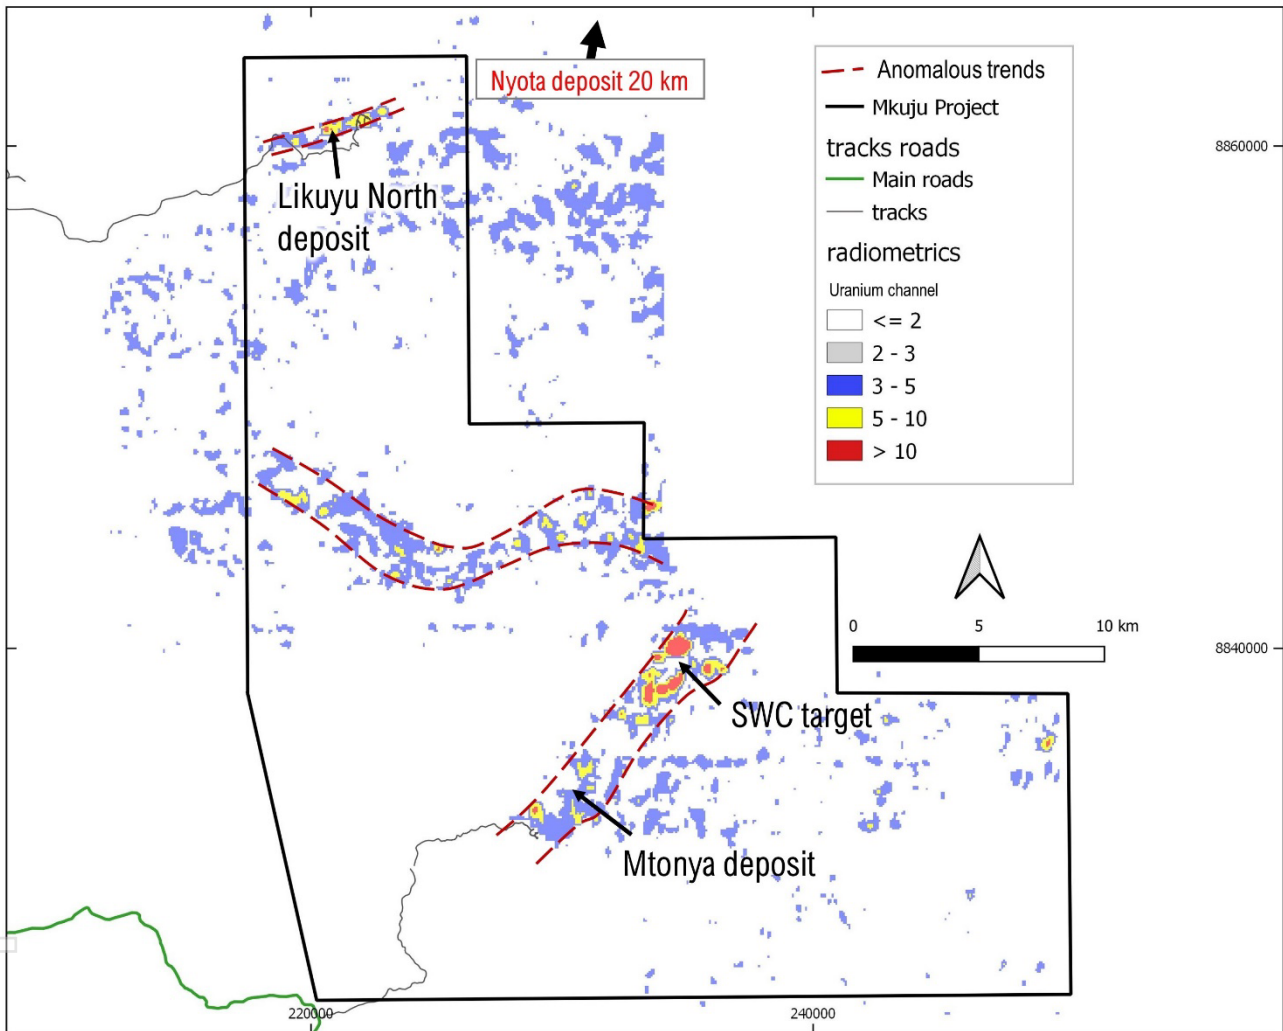 Nyota deposit 20 km
Likuyu North
deposit
SWC target
Mtonya deposit
Anomalous trends
Mkuju Project
tracks roads
Main roads
tracks
radiometrics
Uranium channel
<= 2
2 - 3
3 - 5
5 - 10
> 10
0 5 10 km
8860000
8840000
220000
240000